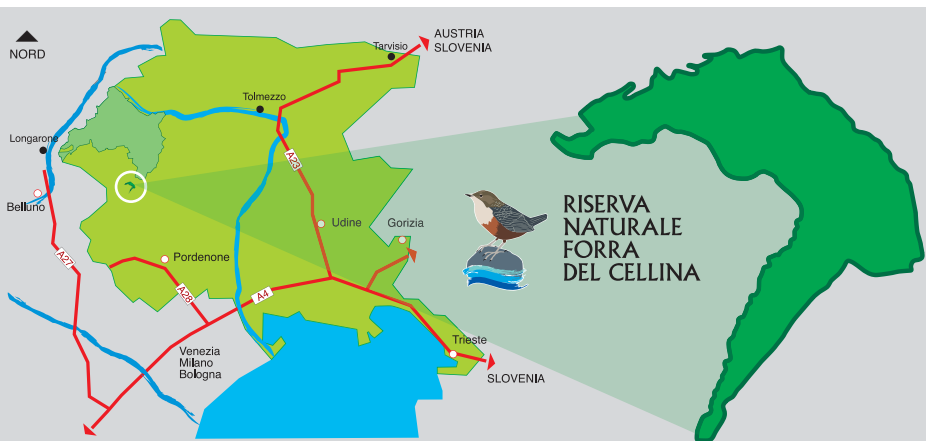 NORD
AUSTRIA
SLOVENIA
Tarvisio
Tolmezzo
Longarone
A23
Belluno
Udine
Gorizia
RISERVA
NATURALE
FORRA
DEL CELLINA
Pordenone
A27
A28
A4
Venezia
Milano
Bologna
Trieste
SLOVENIA